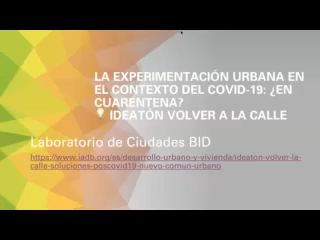 LA EXPERIMENTACIÓN URBANA EN
EL CONTEXTO DEL COVID-19: ¿EN
CUARENTENA?
💡 IDEATÓN VOLVER A LA CALLE
Laboratorio de Ciudades BID
https://www.iadb.org/es/desarrollo-urbano-y-vivienda/ideaton-volver-la-
calle-soluciones-poscovid19-nuevo-comun-urbano